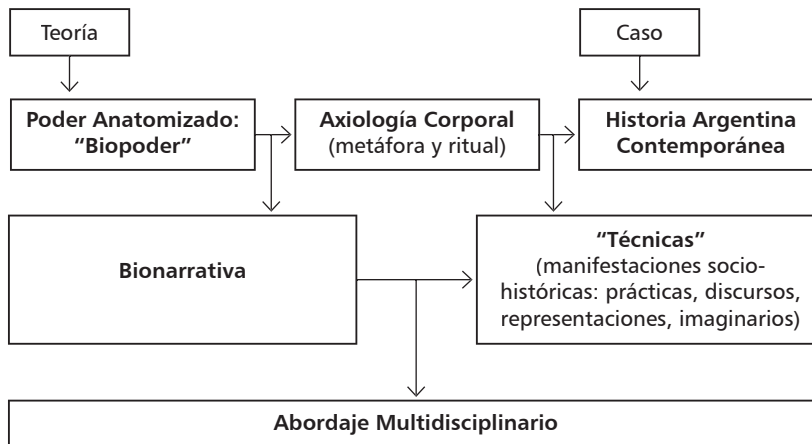 Teoría
Caso
Poder Anatomizado:
“Biopoder”
Axiología Corporal
(metáfora y ritual)
Historia Argentina
Contemporánea
Bionarrativa
“Técnicas”
(manifestaciones socio-
históricas: prácticas, discursos,
representaciones, imaginarios)
Abordaje Multidisciplinario